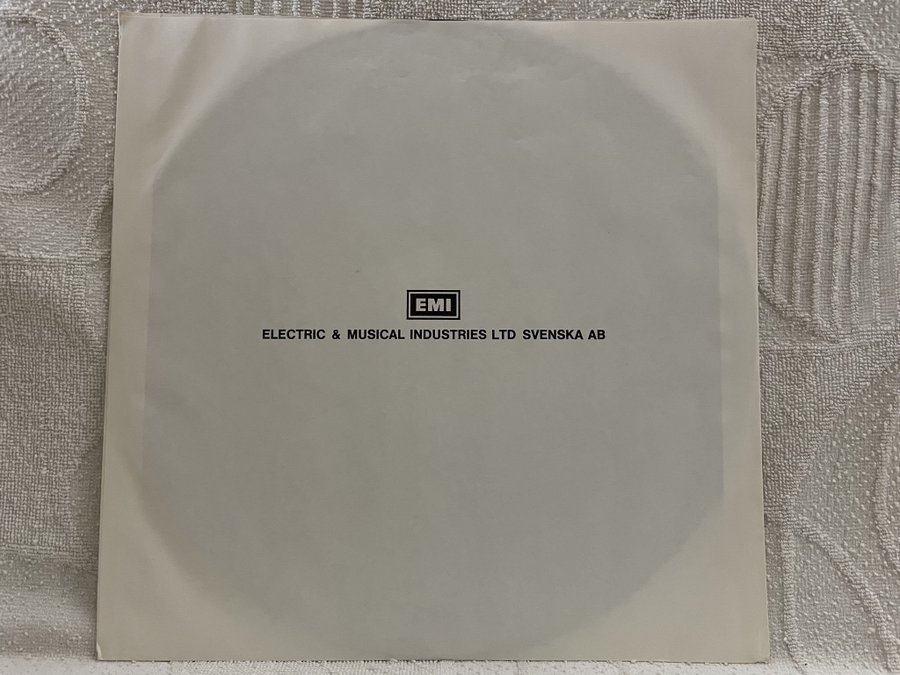 EMI
ELECTRIC & MUSICAL INDUSTRIES LTD SVENSKA AB